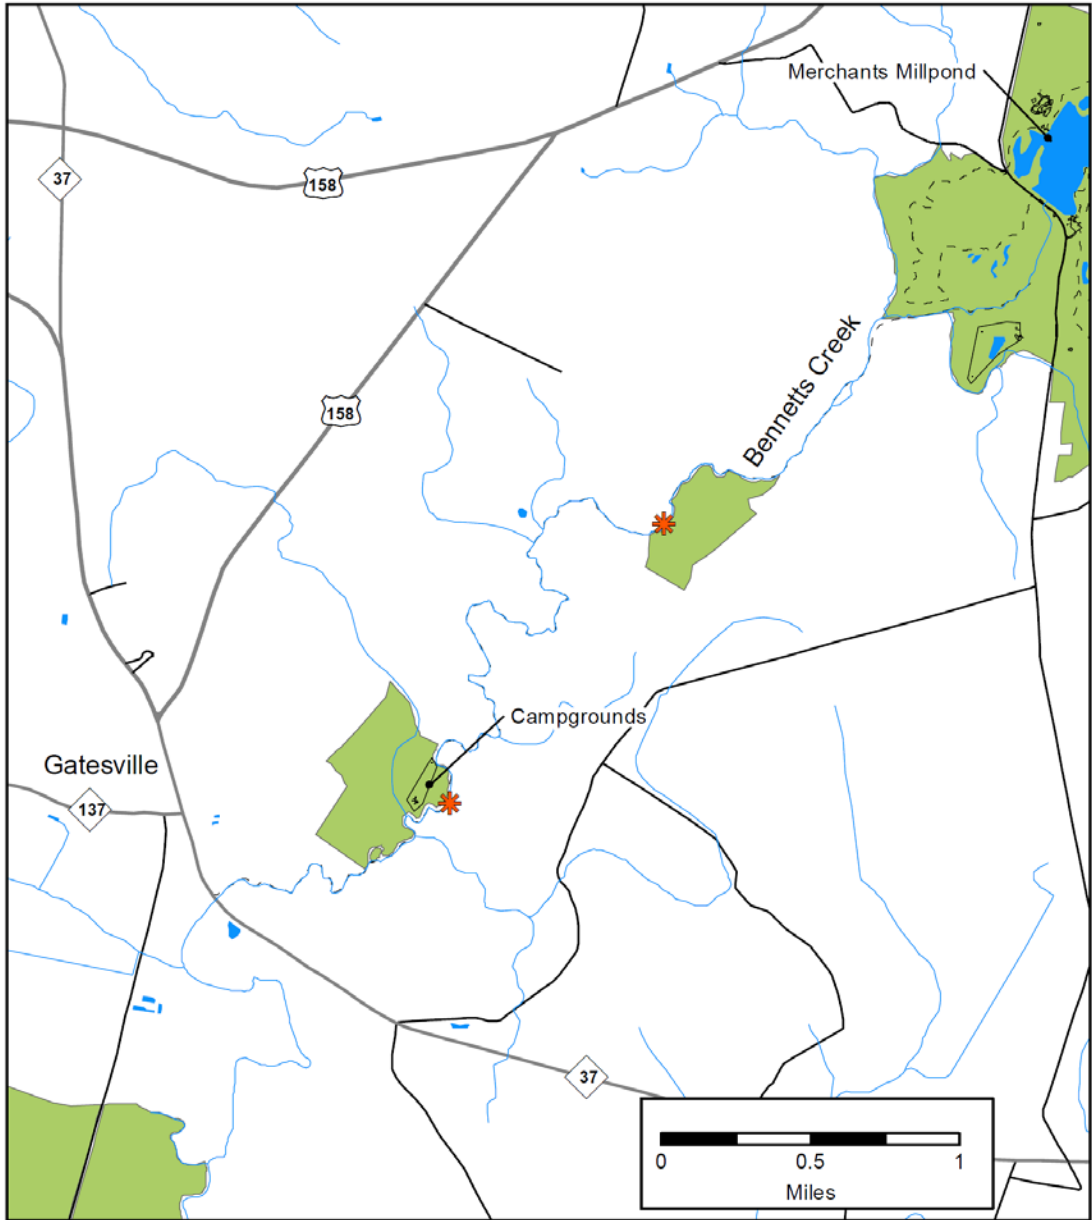 Merchants Millpond
37
158
Bennetts Creek
158
Campgrounds
Gatesville
137
37
0 0.5 1
Miles